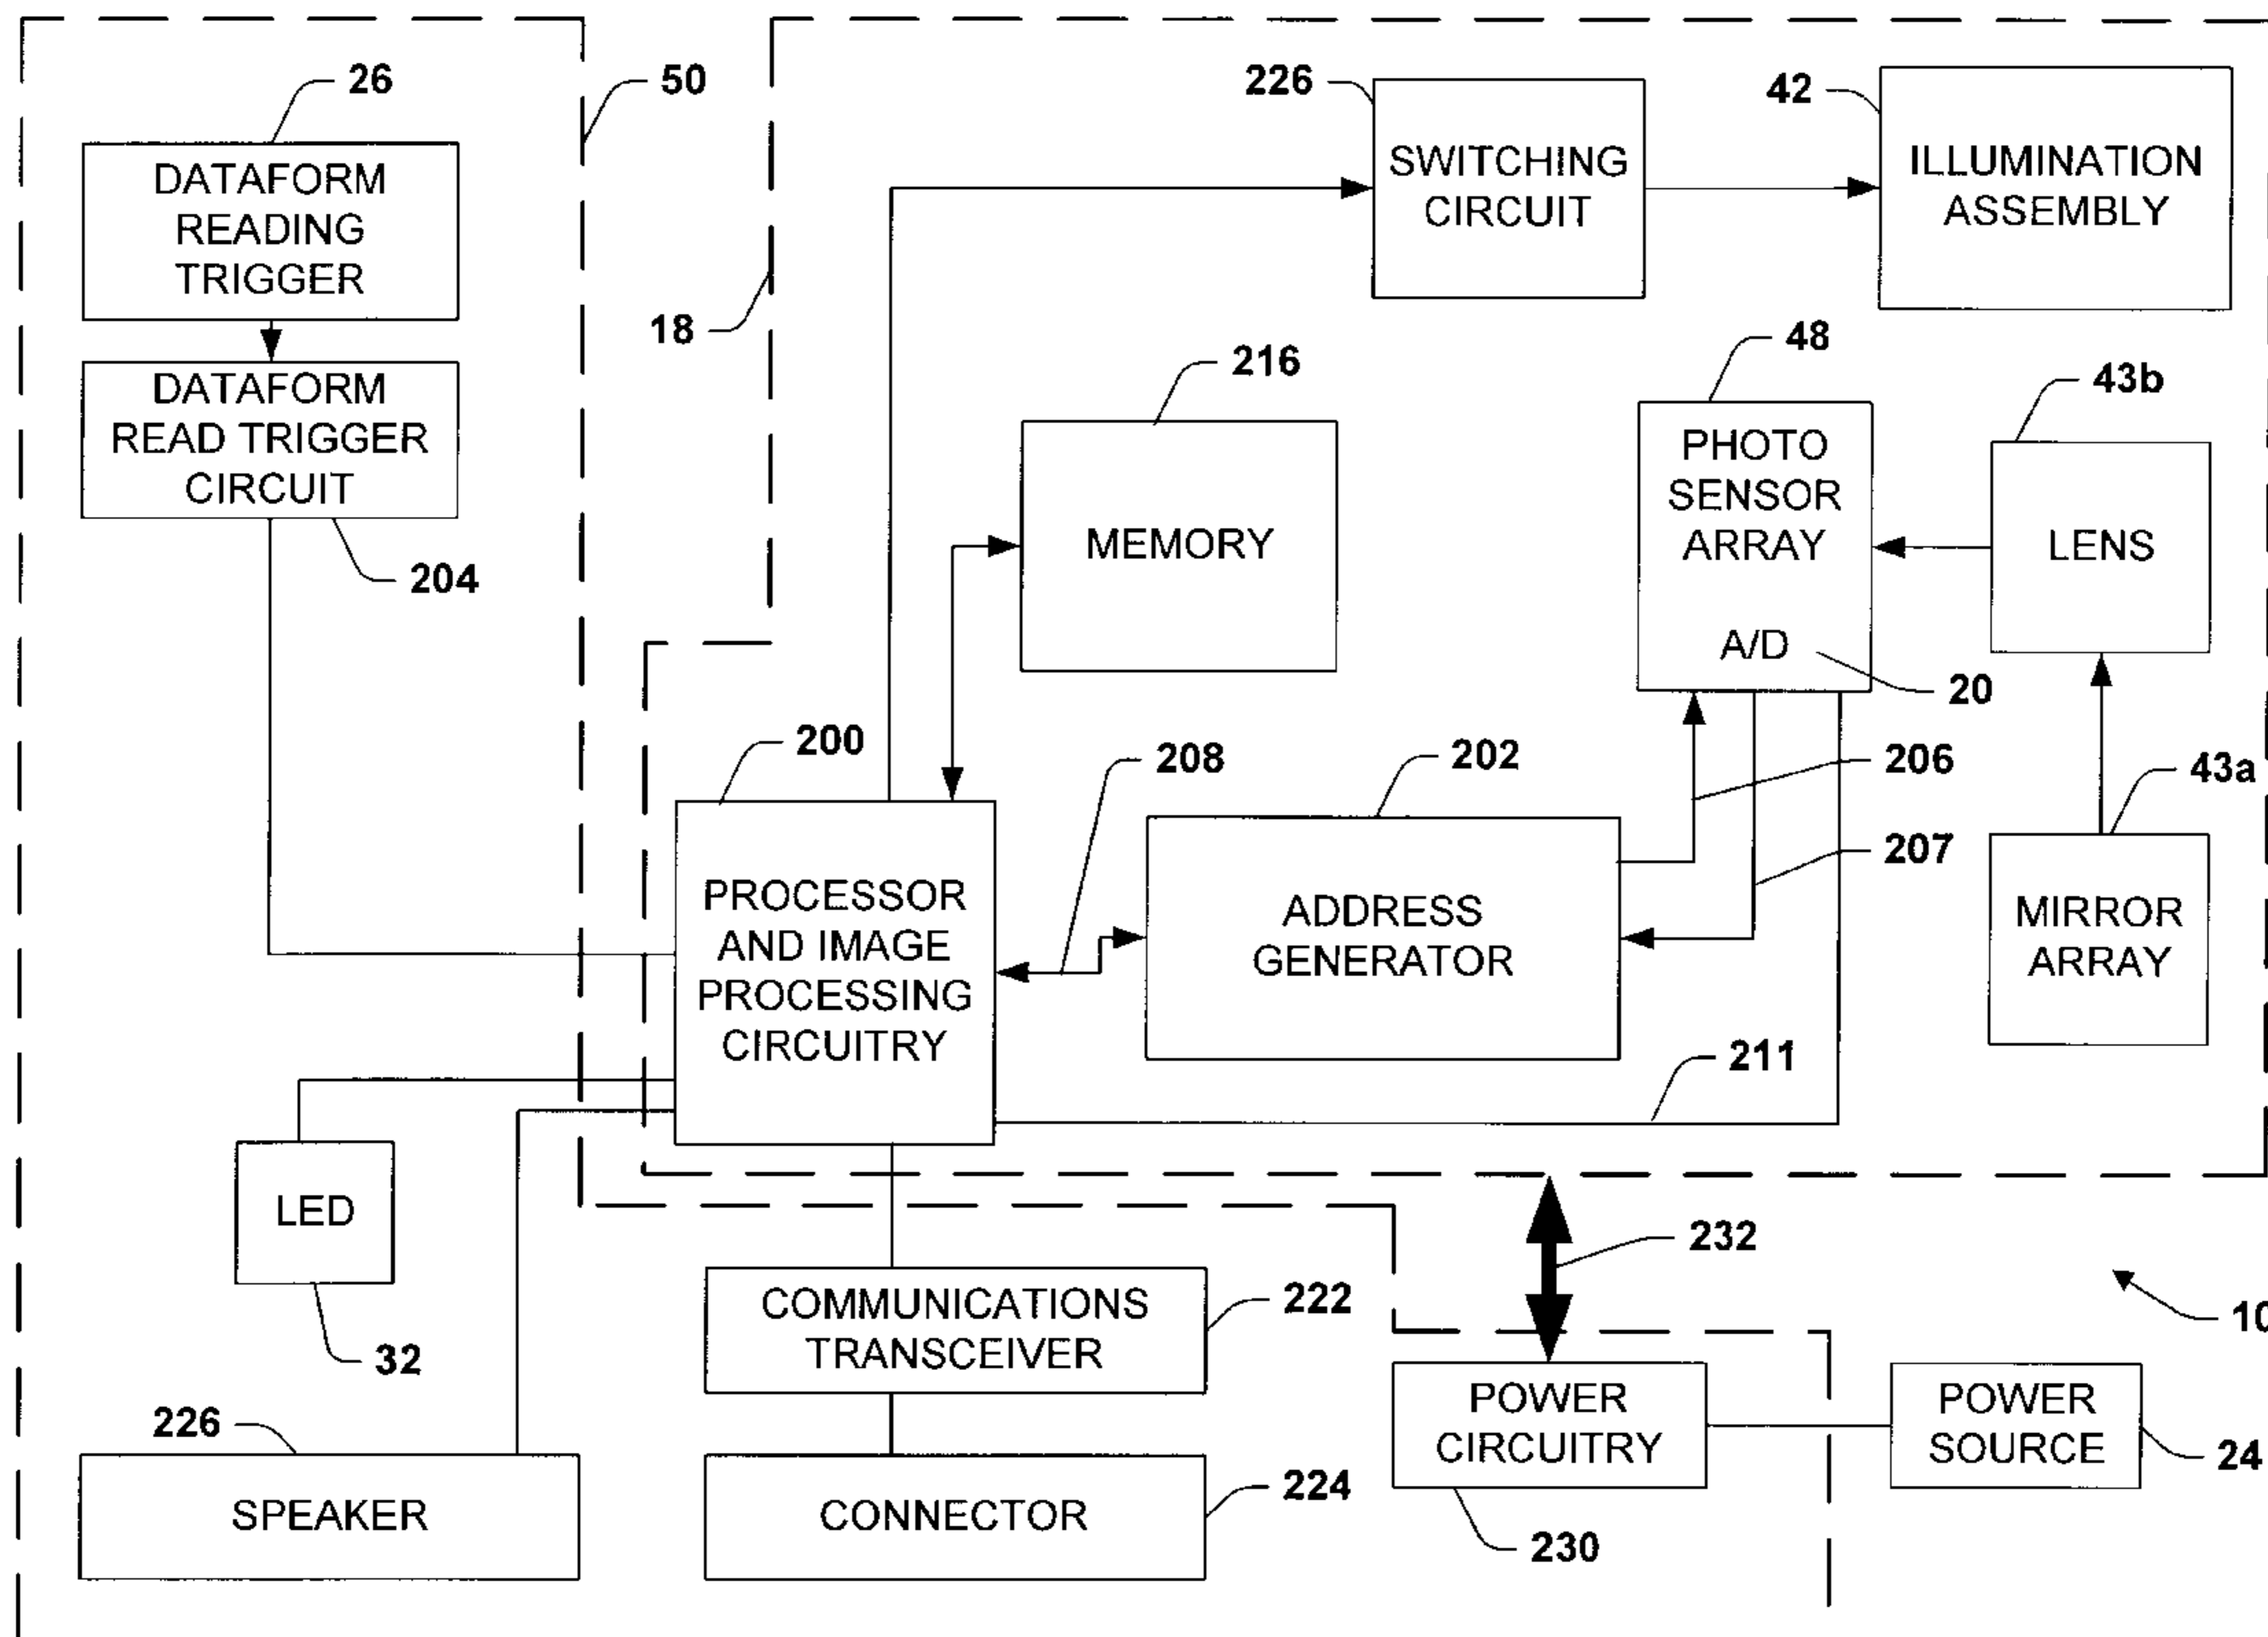 26
50
226
42
DATAFORM
READING
TRIGGER
SWITCHING
CIRCUIT
ILLUMINATION
ASSEMBLY
18
DATAFORM
READ TRIGGER
CIRCUIT
204
216
MEMORY
48
PHOTO
SENSOR
ARRAY
A/D
20
43b
LENS
200
208
202
206
43a
207
PROCESSOR
AND IMAGE
PROCESSING
CIRCUITRY
ADDRESS
GENERATOR
MIRROR
ARRAY
211
LED
32
232
10
COMMUNICATIONS
TRANSCEIVER
222
POWER
CIRCUITRY
230
POWER
SOURCE
24
226
SPEAKER
CONNECTOR
224